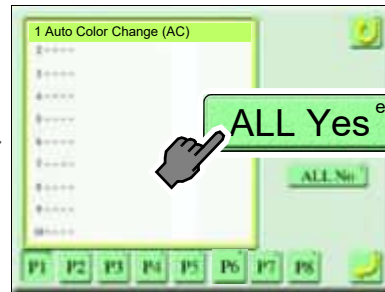 1 Auto Color Change (AC)
2-----
3-----
4-----
5-----
6-----
7-----
8-----
9-----
10-----
ALL Yes
ALL No
P1 P2 P3 P4 P5 P6 P7 P8